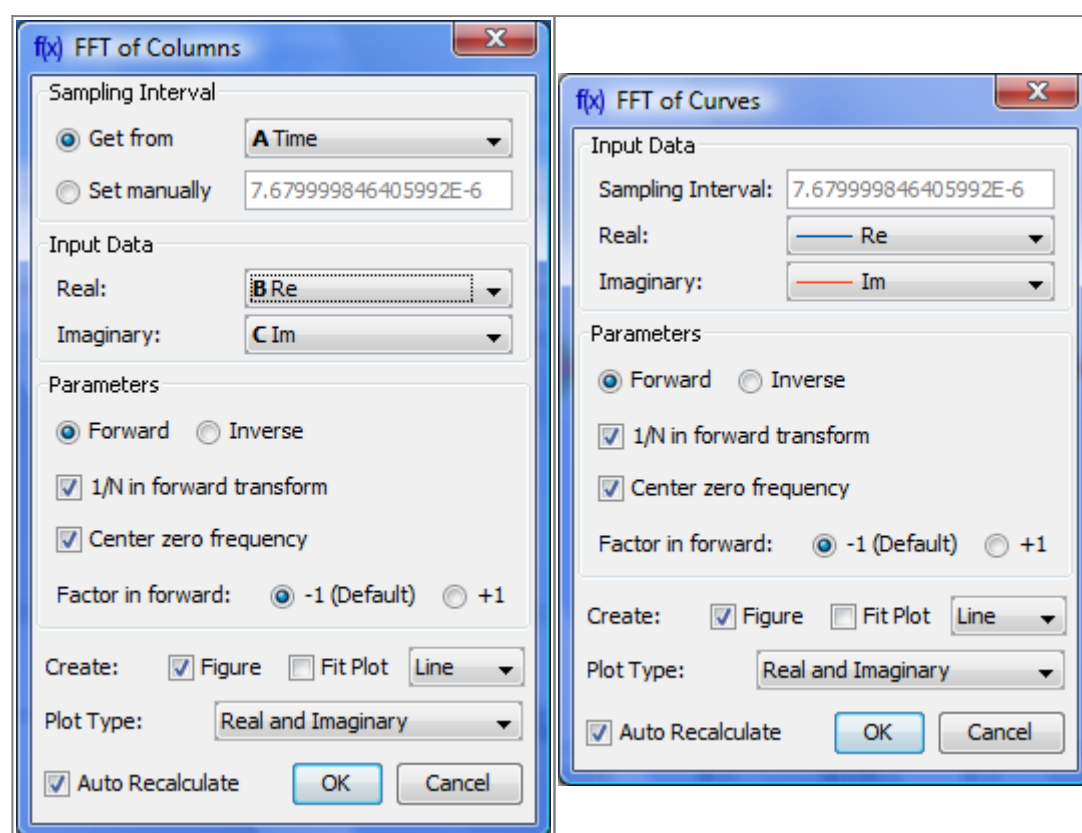 f(x) FFT of Columns
Sampling Interval
Get from A Time
Set manually 7.679999846405992E-6
Input Data
Real: B Re
Imaginary: C Im
Parameters
Forward Inverse
1/N in forward transform
Center zero frequency
Factor in forward: -1 (Default) +1
Create: Figure Fit Plot Line
Plot Type: Real and Imaginary
Auto Recalculate OK Cancel
f(x) FFT of Curves
Input Data
Sampling Interval: 7.679999846405992E-6
Real: Re
Imaginary: Im
Parameters
Forward Inverse
1/N in forward transform
Center zero frequency
Factor in forward: -1 (Default) +1
Create: Figure Fit Plot Line
Plot Type: Real and Imaginary
Auto Recalculate OK Cancel